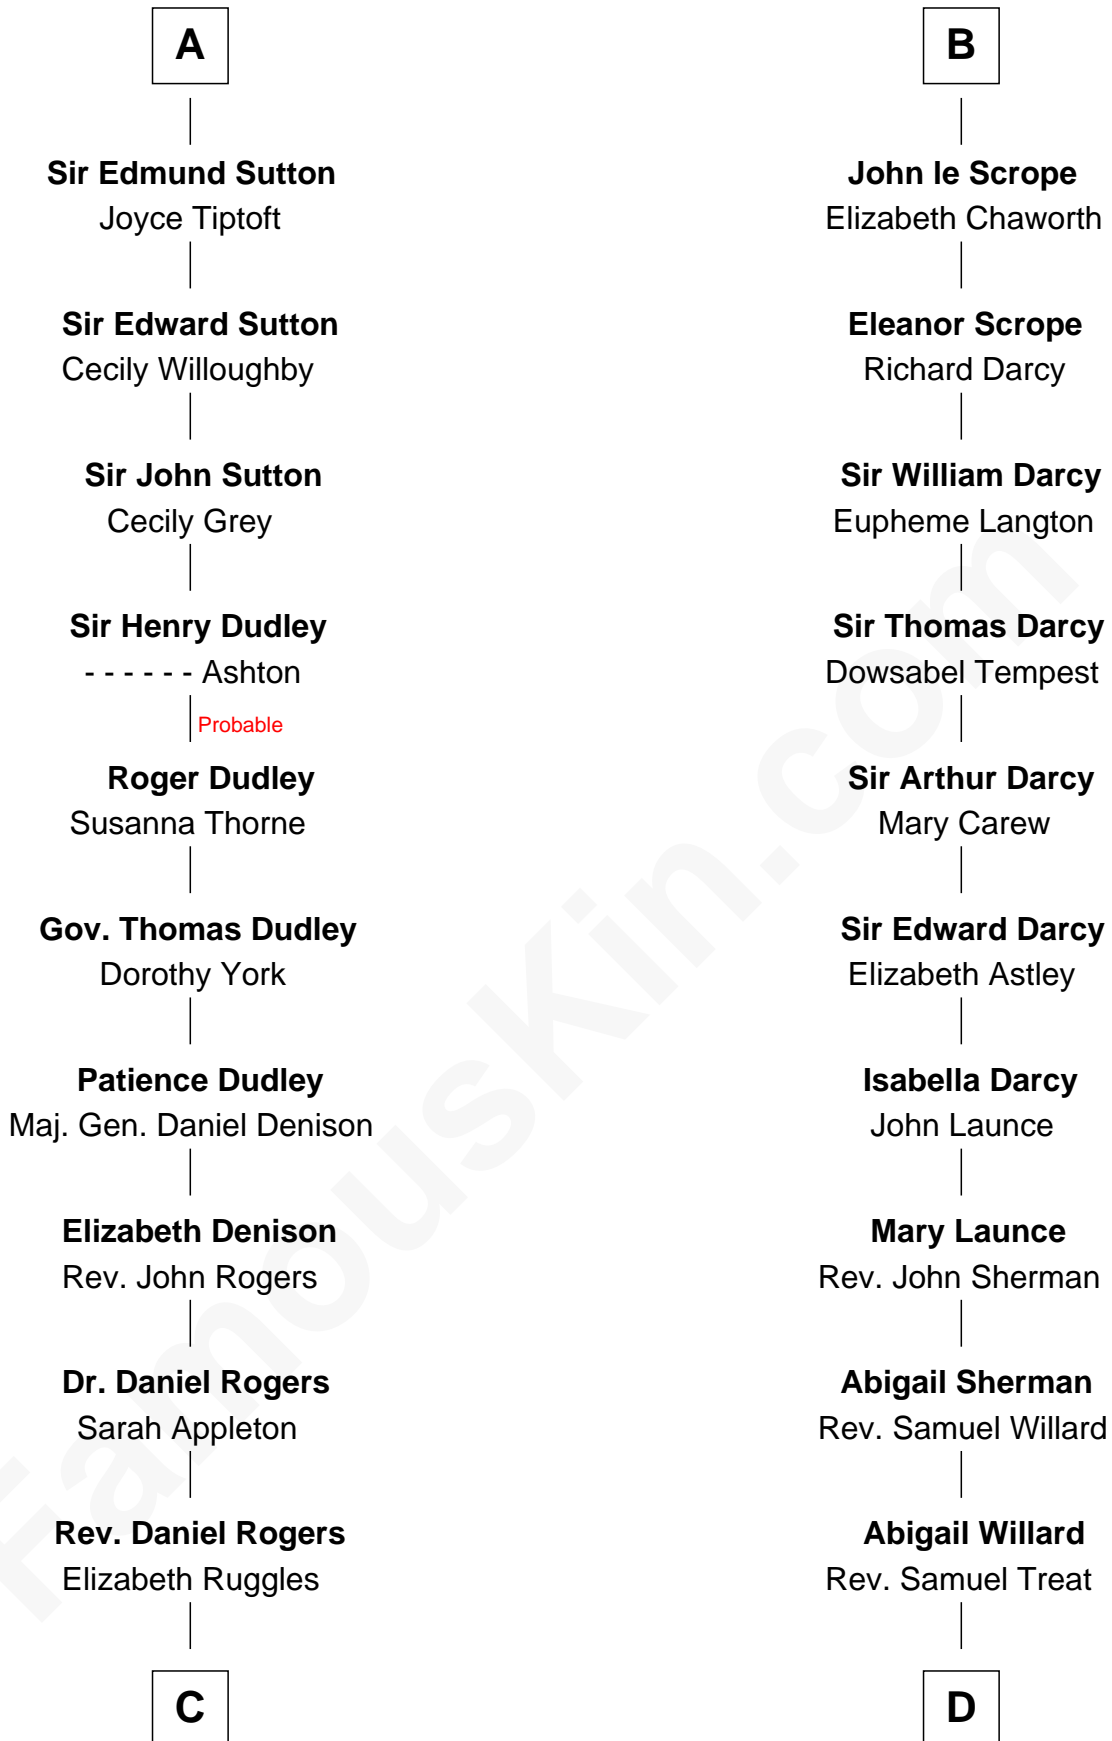 A
Sir Edmund Sutton
Joyce Tiptoft
Sir Edward Sutton
Cecily Willoughby
Sir John Sutton
Cecily Grey
Sir Henry Dudley
- - - - - - Ashton
Probable
Roger Dudley
Susanna Thorne
Gov. Thomas Dudley
Dorothy York
Patience Dudley
Maj. Gen. Daniel Denison
Elizabeth Denison
Rev. John Rogers
Dr. Daniel Rogers
Sarah Appleton
Rev. Daniel Rogers
Elizabeth Ruggles
C
B
John le Scrope
Elizabeth Chaworth
Eleanor Scrope
Richard Darcy
Sir William Darcy
Eupheme Langton
Sir Thomas Darcy
Dowsabel Tempest
Sir Arthur Darcy
Mary Carew
Sir Edward Darcy
Elizabeth Astley
Isabella Darcy
John Launce
Mary Launce
Rev. John Sherman
Abigail Sherman
Rev. Samuel Willard
Abigail Willard
Rev. Samuel Treat
D
FamousKin.com